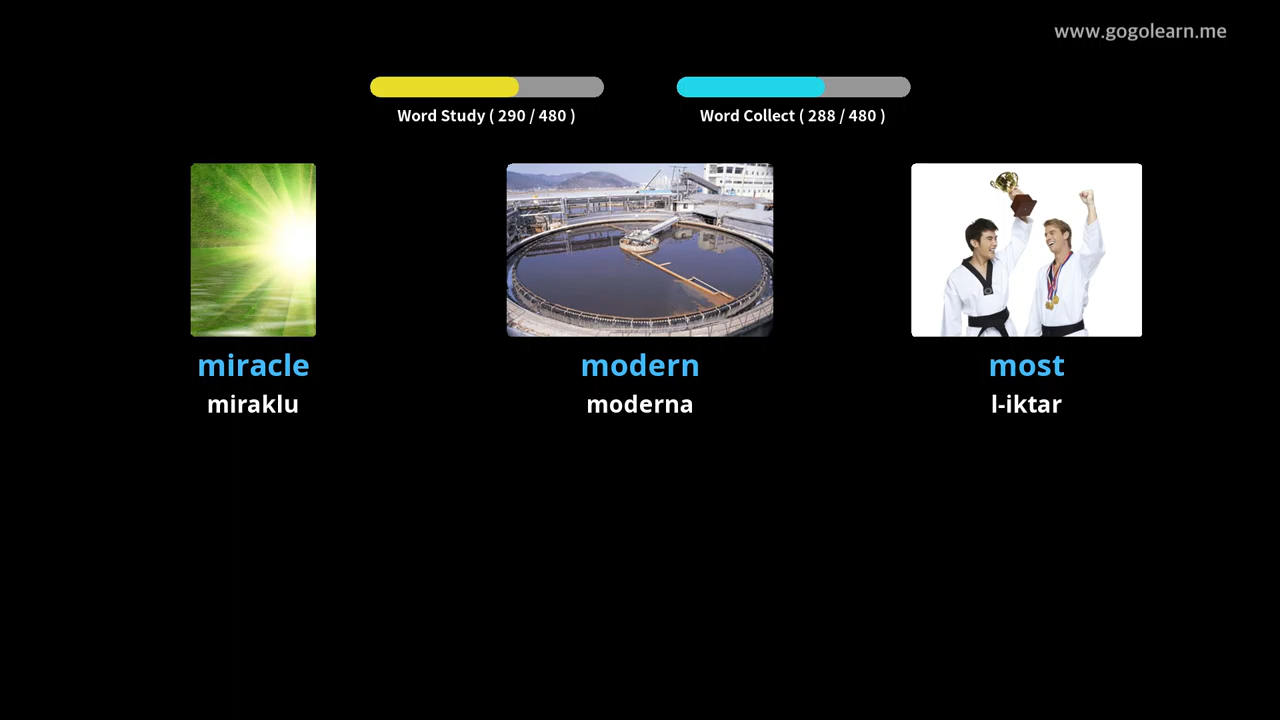 www.gogolearn.me
Word Study ( 290 / 480 )
Word Collect ( 288 / 480 )
miracle
miraklu
modern
moderna
most
l-iktar